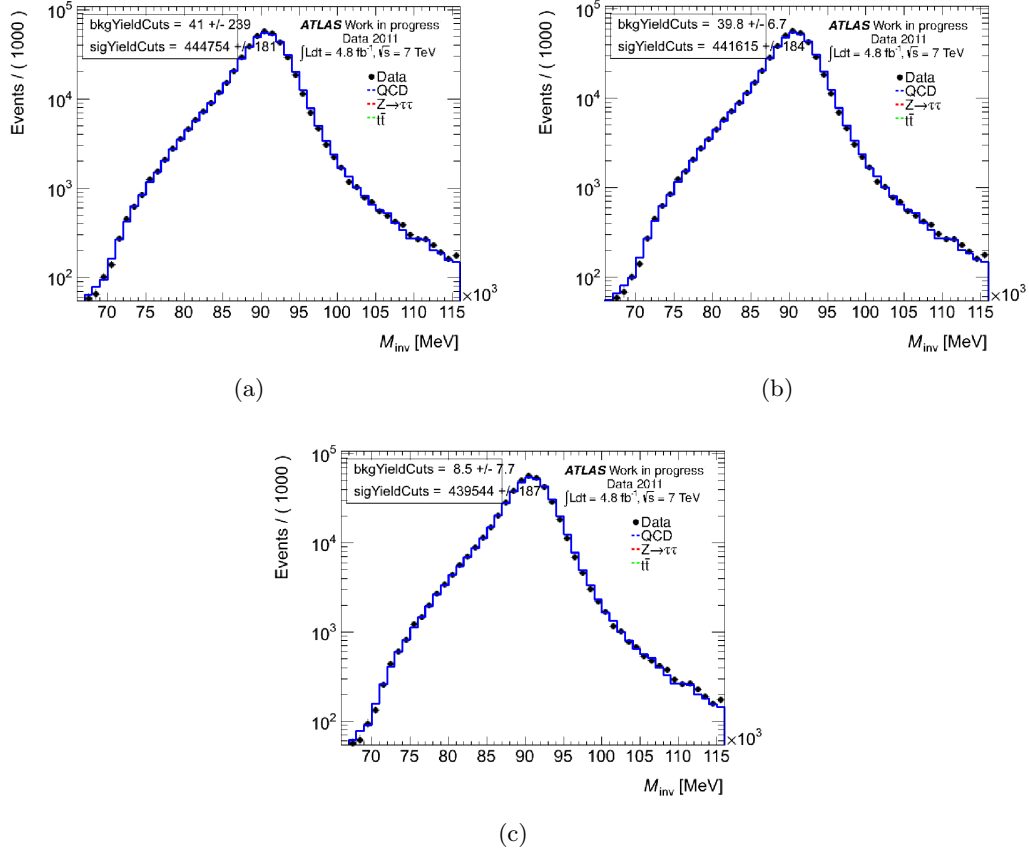 bkgYieldCuts = 41 +/- 239
sigYieldCuts = 444754 +/- 181
ATLAS Work in progress
Data 2011
∫Ldt = 4.8 fb⁻¹, √s = 7 TeV
Data
QCD
Z→ττ
tt̄
Events / ( 1000 )
10⁵
10⁴
10³
10²
70 75 80 85 90 95 100 105 110 115
×10³
M_inv [MeV]
(a)
bkgYieldCuts = 39.8 +/- 6.7
sigYieldCuts = 441615 +/- 184
ATLAS Work in progress
Data 2011
∫Ldt = 4.8 fb⁻¹, √s = 7 TeV
Data
QCD
Z→ττ
tt̄
Events / ( 1000 )
10⁵
10⁴
10³
10²
70 75 80 85 90 95 100 105 110 115
×10³
M_inv [MeV]
(b)
bkgYieldCuts = 8.5 +/- 7.7
sigYieldCuts = 439544 +/- 187
ATLAS Work in progress
Data 2011
∫Ldt = 4.8 fb⁻¹, √s = 7 TeV
Data
QCD
Z→ττ
tt̄
Events / ( 1000 )
10⁵
10⁴
10³
10²
70 75 80 85 90 95 100 105 110 115
×10³
M_inv [MeV]
(c)